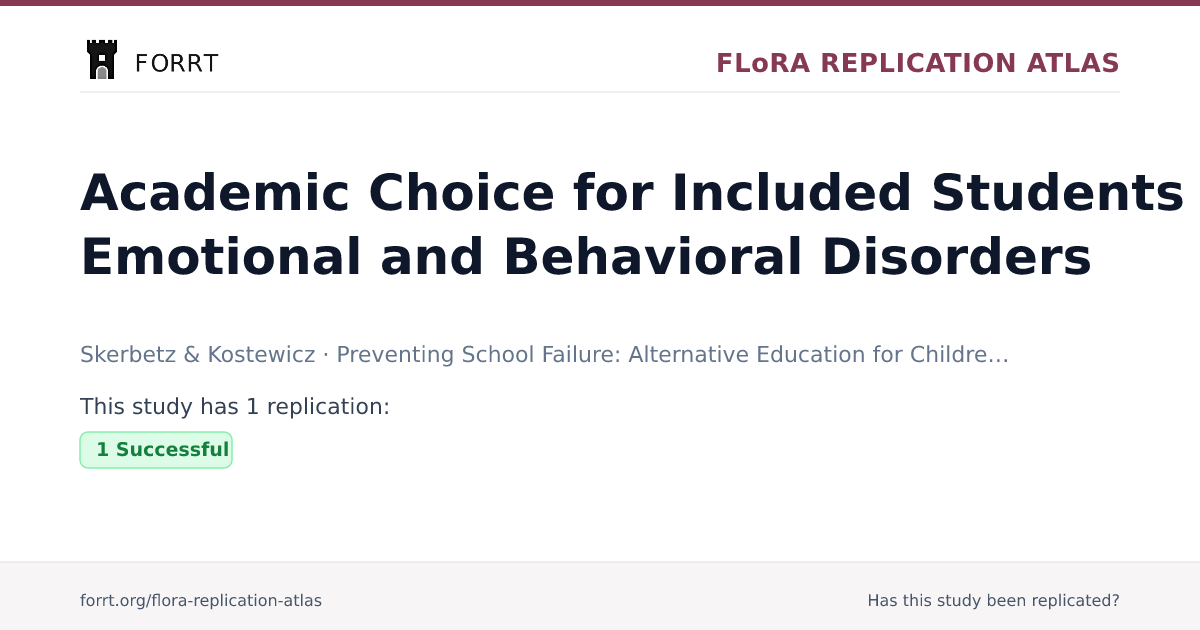 FORRT
FLoRA REPLICATION ATLAS
Academic Choice for Included Students
Emotional and Behavioral Disorders
Skerbetz & Kostewicz · Preventing School Failure: Alternative Education for Childre…
This study has 1 replication:
1 Successful
forrt.org/flora-replication-atlas
Has this study been replicated?